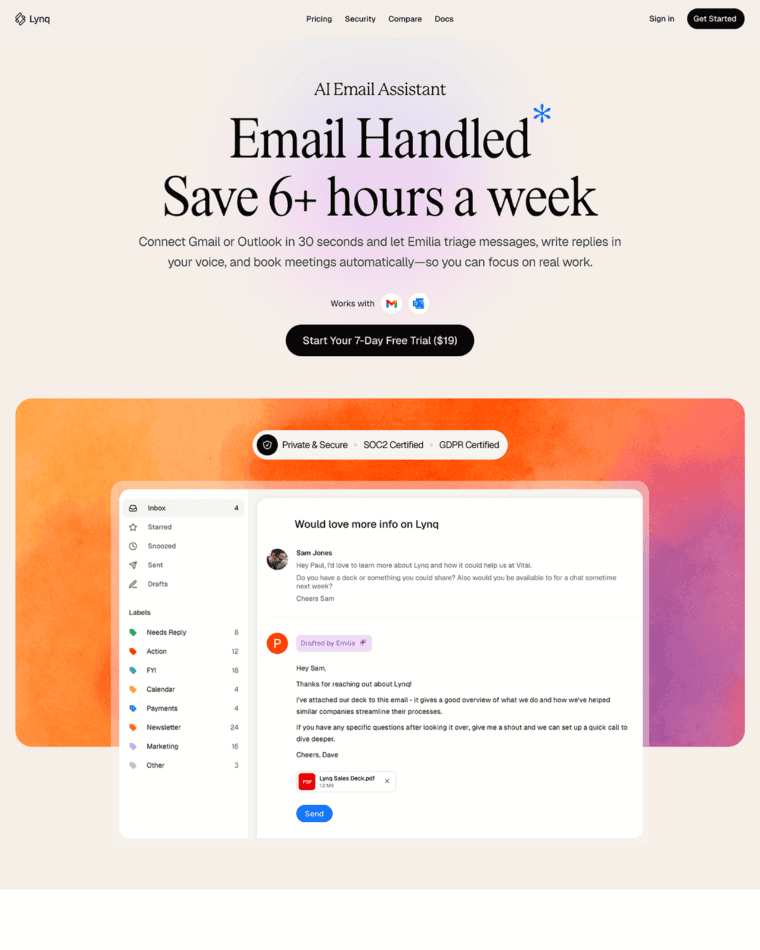 Lynq
Pricing
Security
Compare
Docs
Sign in
Get Started
AI Email Assistant
Email Handled*
Save 6+ hours a week
Connect Gmail or Outlook in 30 seconds and let Emilia triage messages, write replies in
your voice, and book meetings automatically—so you can focus on real work.
Works with
Start Your 7-Day Free Trial ($19)
Private & Secure • SOC2 Certified • GDPR Certified
Inbox 4
Starred
Snoozed
Sent
Drafts
Labels
Needs Reply 8
Action 12
FYI 18
Calendar 4
Payments 4
Newsletter 24
Marketing 16
Other 3
Would love more info on Lynq
Sam Jones
Hey Paul, I'd love to learn more about Lynq and how it could help us at Vital.
Do you have a deck or something you could share? Also would you be available to for a chat sometime
next week?
Cheers Sam
P
Drafted by Emilia
Hey Sam,
Thanks for reaching out about Lynq!
I've attached our deck to this email - it gives a good overview of what we do and how we've helped
similar companies streamline their processes.
If you have any specific questions after looking it over, give me a shout and we can set up a quick call to
dive deeper.
Cheers, Dave
PDF
Lynq Sales Deck.pdf
1.2 MB
Send